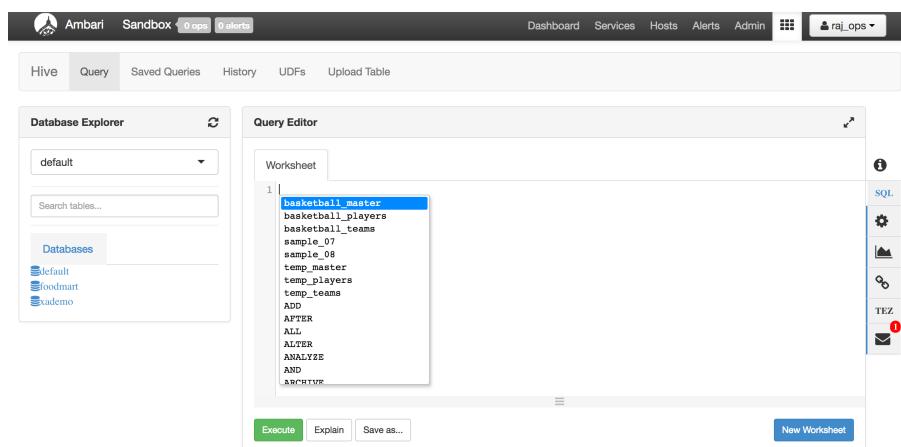 Ambari Sandbox 0 ops 0 alerts Dashboard Services Hosts Alerts Admin raj_ops
Hive Query Saved Queries History UDFs Upload Table
Database Explorer
default
Search tables...
Databases
default
foodmart
xademo
Query Editor
Worksheet
1
basketball_master
basketball_players
basketball_teams
sample_07
sample_08
temp_master
temp_players
temp_teams
ADD
AFTER
ALL
ALTER
ANALYZE
AND
ARCHIVE
Execute Explain Save as... New Worksheet
SQL
TEZ
1